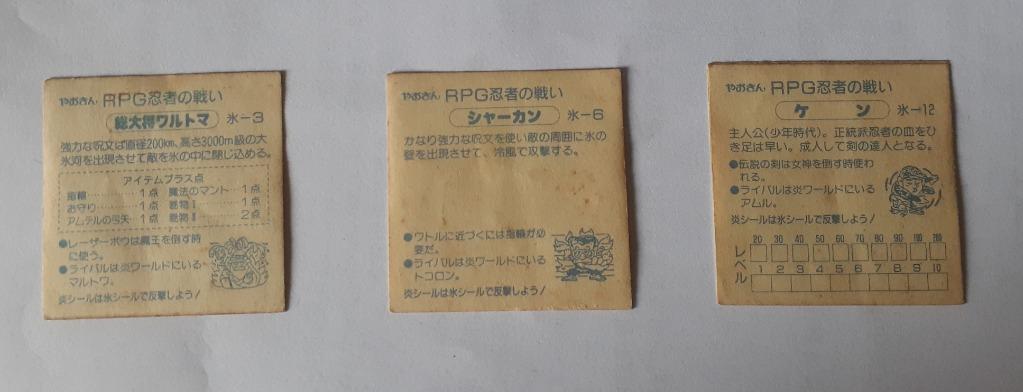 やおきん RPG忍者の戦い
総大将ワルトマ 氷-3
強力な呪文ば直径200km、高さ3000m級の大
氷河を出現させて敵を氷の中に閉じ込める。
アイテムプラス点
指輪………1点 魔法のマント…1点
お守り………1点 巻物Ⅰ………1点
アムテルの弓矢…1点 巻物Ⅱ………2点
●レーザーボウは魔王を倒す時
に使う。
●ライバルは炎ワールドにいる
マルトワ。
炎シールは氷シールで反撃しよう!
やおきん RPG忍者の戦い
シャーカン 氷-6
かなり強力な呪文を使い敵の周囲に氷の
壁を出現させて、冷風で攻撃する。
●ワトルに近づくには指輪が必
要だ。
●ライバルは炎ワールドにいる
トコロン。
炎シールは氷シールで反撃しよう!
やおきん RPG忍者の戦い
ケン 氷-12
主人公(少年時代)。正統派忍者の血をひ
き足は早い。成人して剣の達人となる。
●伝説の剣は女神を倒す時使わ
れる。
●ライバルは炎ワールドにいる
アムル。
炎シールは氷シールで反撃しよう!
20 30 40 50 60 70 80 90 100 200
レベル
1 2 3 4 5 6 7 8 9 10